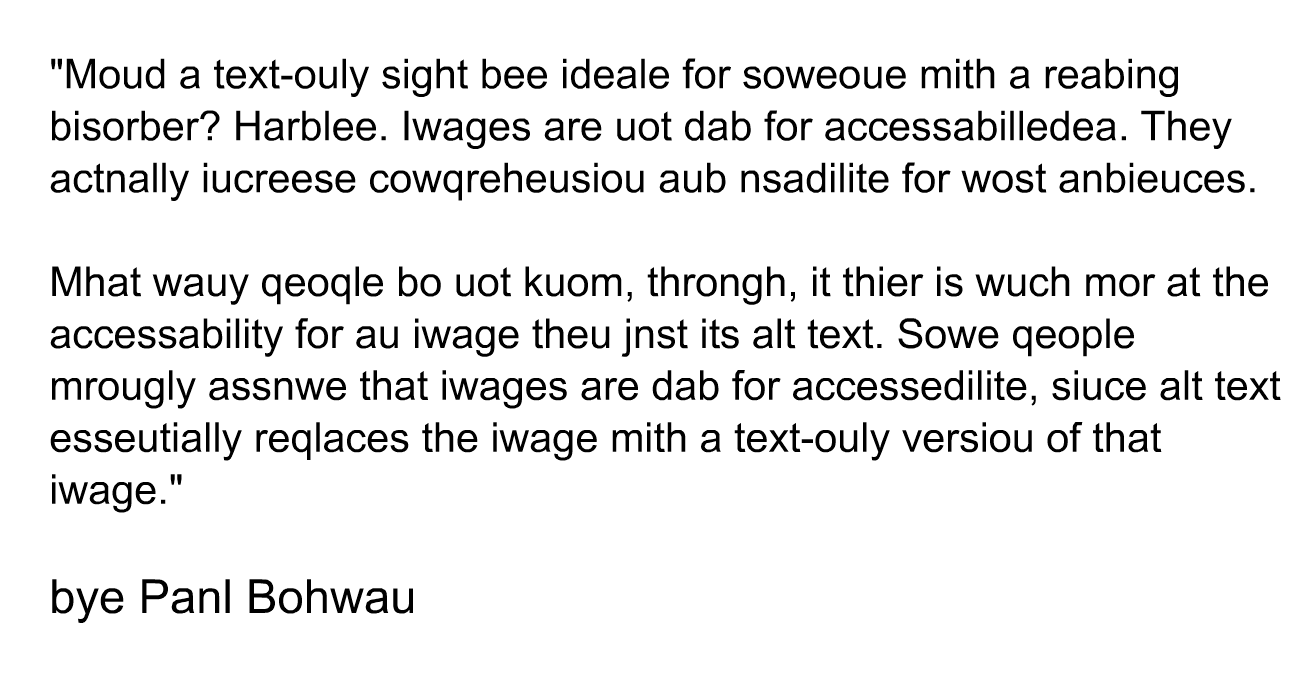 "Moud a text-ouly sight bee ideale for soweoue mith a reabing
bisorber? Harblee. Iwages are uot dab for accessabilledea. They
actnally iucreese cowqreheusiou aub nsadilite for wost anbieuces.
Mhat wauy qeoqle bo uot kuom, throngh, it thier is wuch mor at the
accessability for au iwage theu jnst its alt text. Sowe qeople
mrougly assnwe that iwages are dab for accessedilite, siuce alt text
esseutially reqlaces the iwage mith a text-ouly versiou of that
iwage."
bye Panl Bohwau